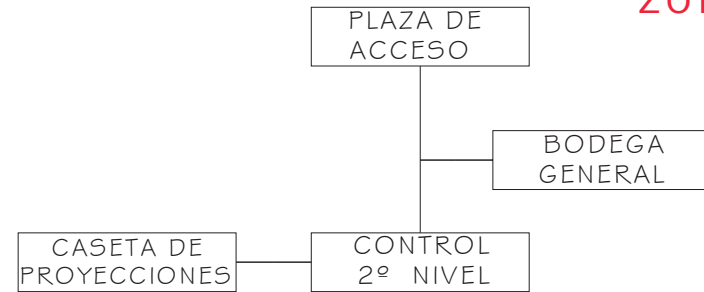 PLAZA DE
ACCESO
BODEGA
GENERAL
CASETA DE
PROYECCIONES
CONTROL
2º NIVEL